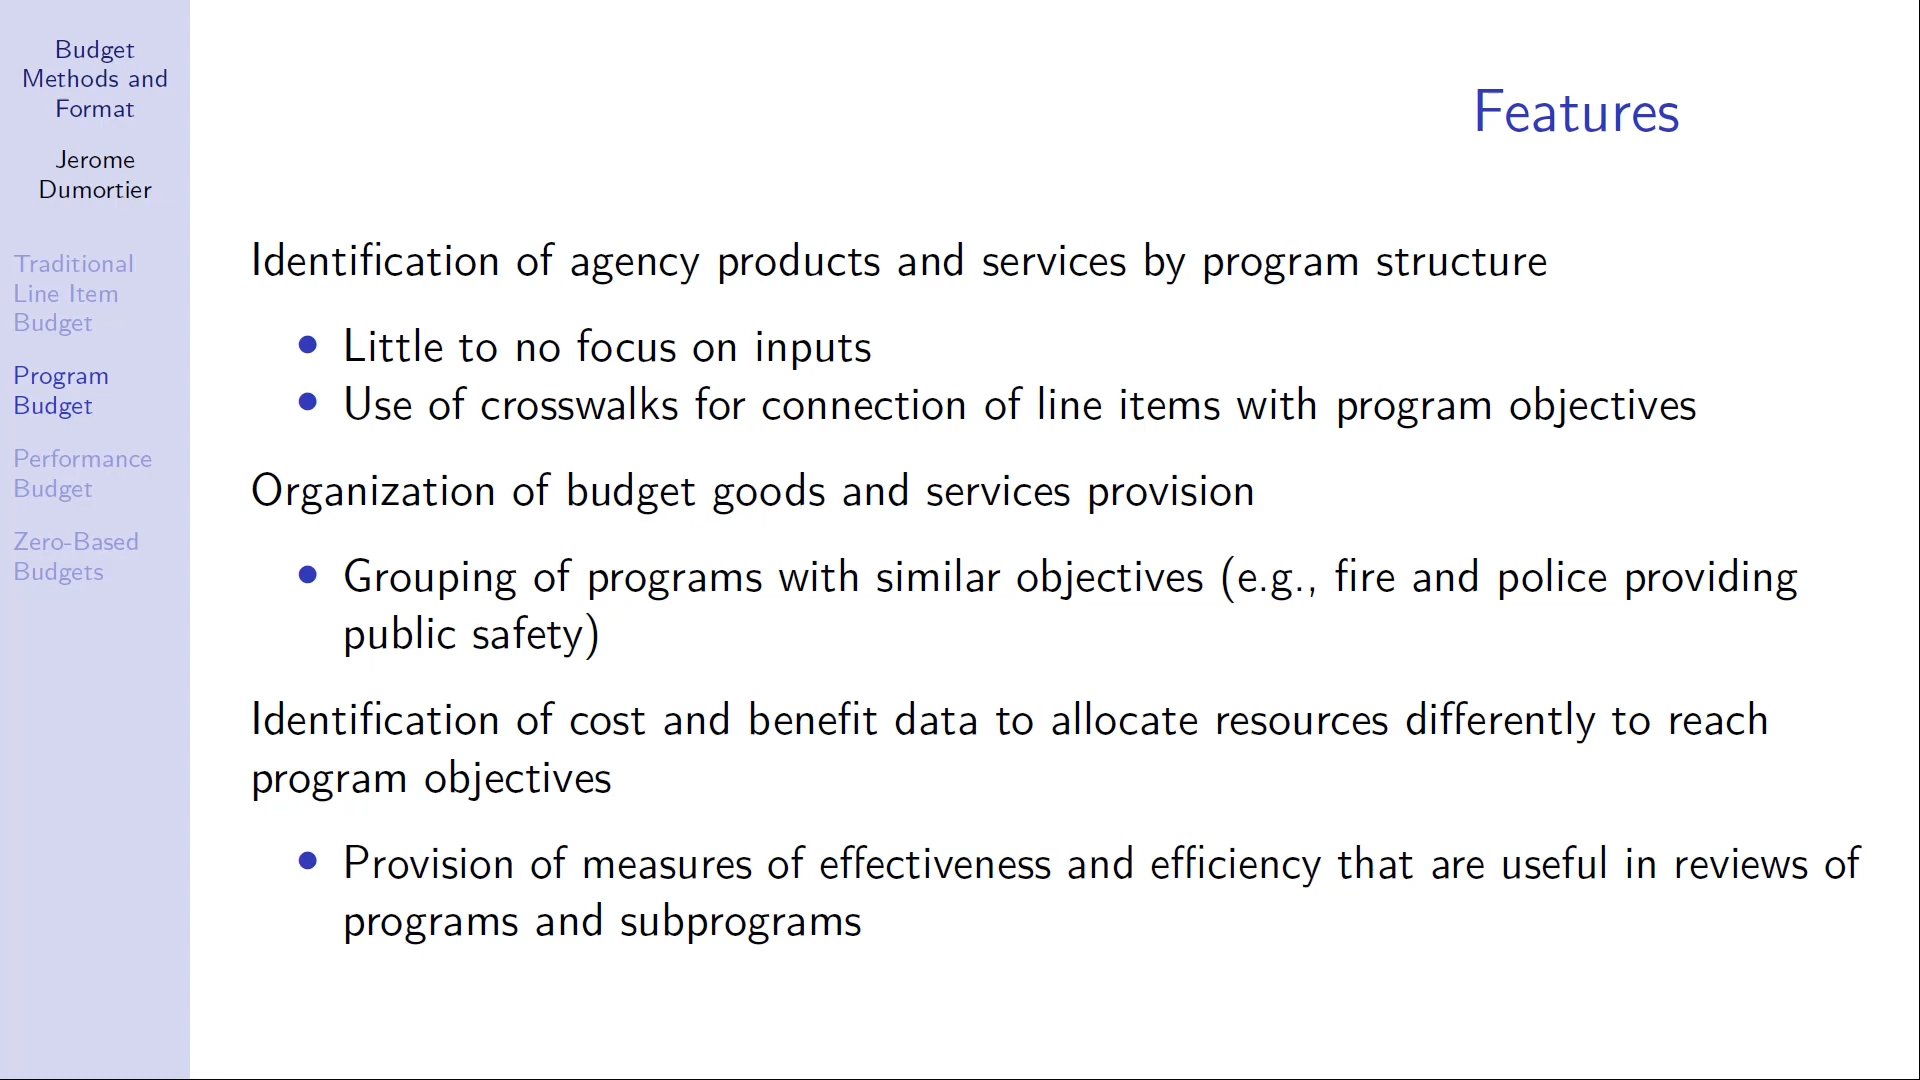 Budget
Methods and
Format
Jerome
Dumortier
Traditional
Line Item
Budget
Program
Budget
Performance
Budget
Zero-Based
Budgets
Features
Identification of agency products and services by program structure
• Little to no focus on inputs
• Use of crosswalks for connection of line items with program objectives
Organization of budget goods and services provision
• Grouping of programs with similar objectives (e.g., fire and police providing
public safety)
Identification of cost and benefit data to allocate resources differently to reach
program objectives
• Provision of measures of effectiveness and efficiency that are useful in reviews of
programs and subprograms